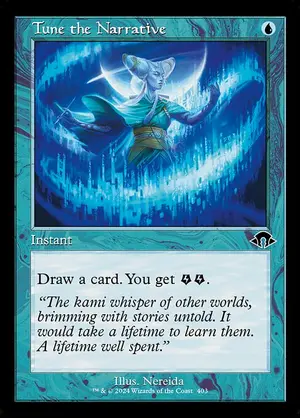 Tune the Narrative
Instant
Draw a card. You get.
“The kami whisper of other worlds,
brimming with stories untold. It
would take a lifetime to learn them.
A lifetime well spent.”
Illus. Nereida
™ & © 2024 Wizards of the Coast 403